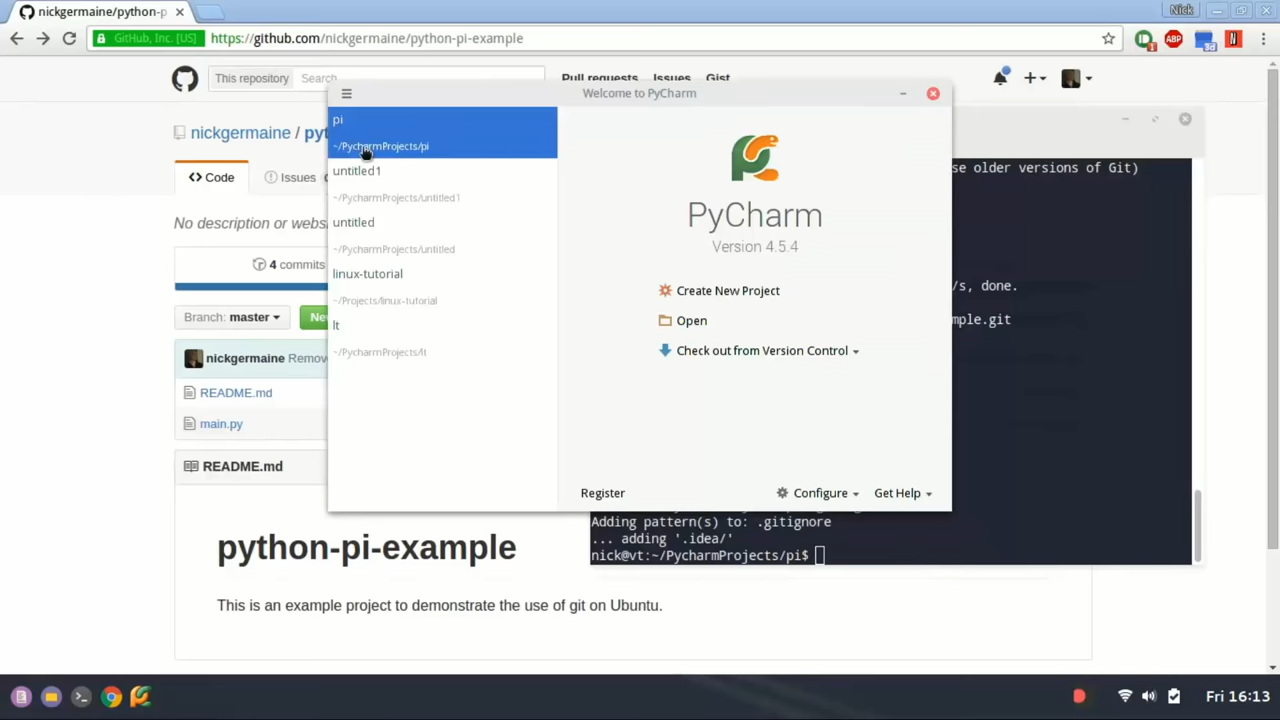 nickgermaine/python-p
Nick
GitHub, Inc. [US]
https://github.com/nickgermaine/python-pi-example
ABP
1
3d
N
This repository
Search
Pull requests
Issues
Gist
Welcome to PyCharm
nickgermaine / pyt
<> Code
Issues
No description or webs
4 commits
Branch: master
Ne
nickgermaine Remov
README.md
main.py
README.md
python-pi-example
This is an example project to demonstrate the use of git on Ubuntu.
pi
~/PycharmProjects/pi
untitled1
~/PycharmProjects/untitled1
untitled
~/PycharmProjects/untitled
linux-tutorial
~/Projects/linux-tutorial
lt
~/PycharmProjects/lt
PyCharm
Version 4.5.4
Create New Project
Open
Check out from Version Control
Register
Configure
Get Help
se older versions of Git)
/s, done.
mple.git
Adding pattern(s) to: .gitignore
... adding '.idea/'
nick@vt:~/PycharmProjects/pi$
Fri 16:13